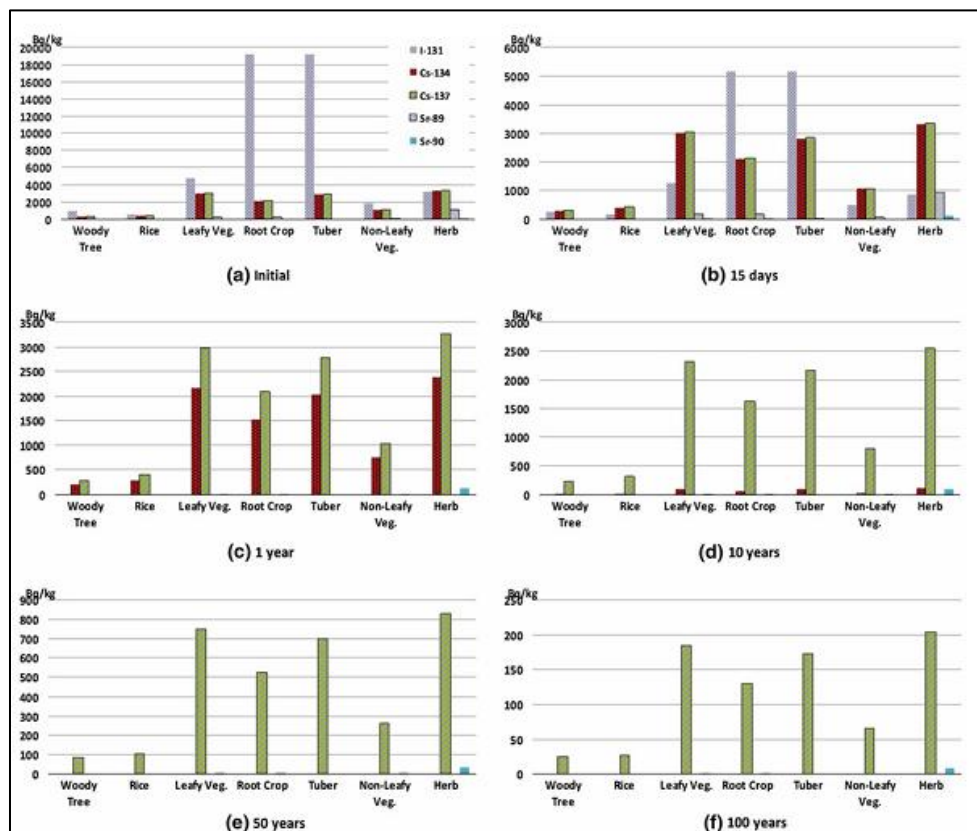 Bq/kg
20000
18000
16000
14000
12000
10000
8000
6000
4000
2000
0
I-131
Cs-134
Cs-137
Sr-89
Sr-90
Woody Tree
Rice
Leafy Veg.
Root Crop
Tuber
Non-Leafy Veg.
Herb
(a) Initial
Bq/kg
6000
5000
4000
3000
2000
1000
0
Woody Tree
Rice
Leafy Veg.
Root Crop
Tuber
Non-Leafy Veg.
Herb
(b) 15 days
Bq/kg
3500
3000
2500
2000
1500
1000
500
0
Woody Tree
Rice
Leafy Veg.
Root Crop
Tuber
Non-Leafy Veg.
Herb
(c) 1 year
Bq/kg
3000
2500
2000
1500
1000
500
0
Woody Tree
Rice
Leafy Veg.
Root Crop
Tuber
Non-Leafy Veg.
Herb
(d) 10 years
Bq/kg
900
800
700
600
500
400
300
200
100
0
Woody Tree
Rice
Leafy Veg.
Root Crop
Tuber
Non-Leafy Veg.
Herb
(e) 50 years
Bq/kg
250
200
150
100
50
0
Woody Tree
Rice
Leafy Veg.
Root Crop
Tuber
Non-Leafy Veg.
Herb
(f) 100 years